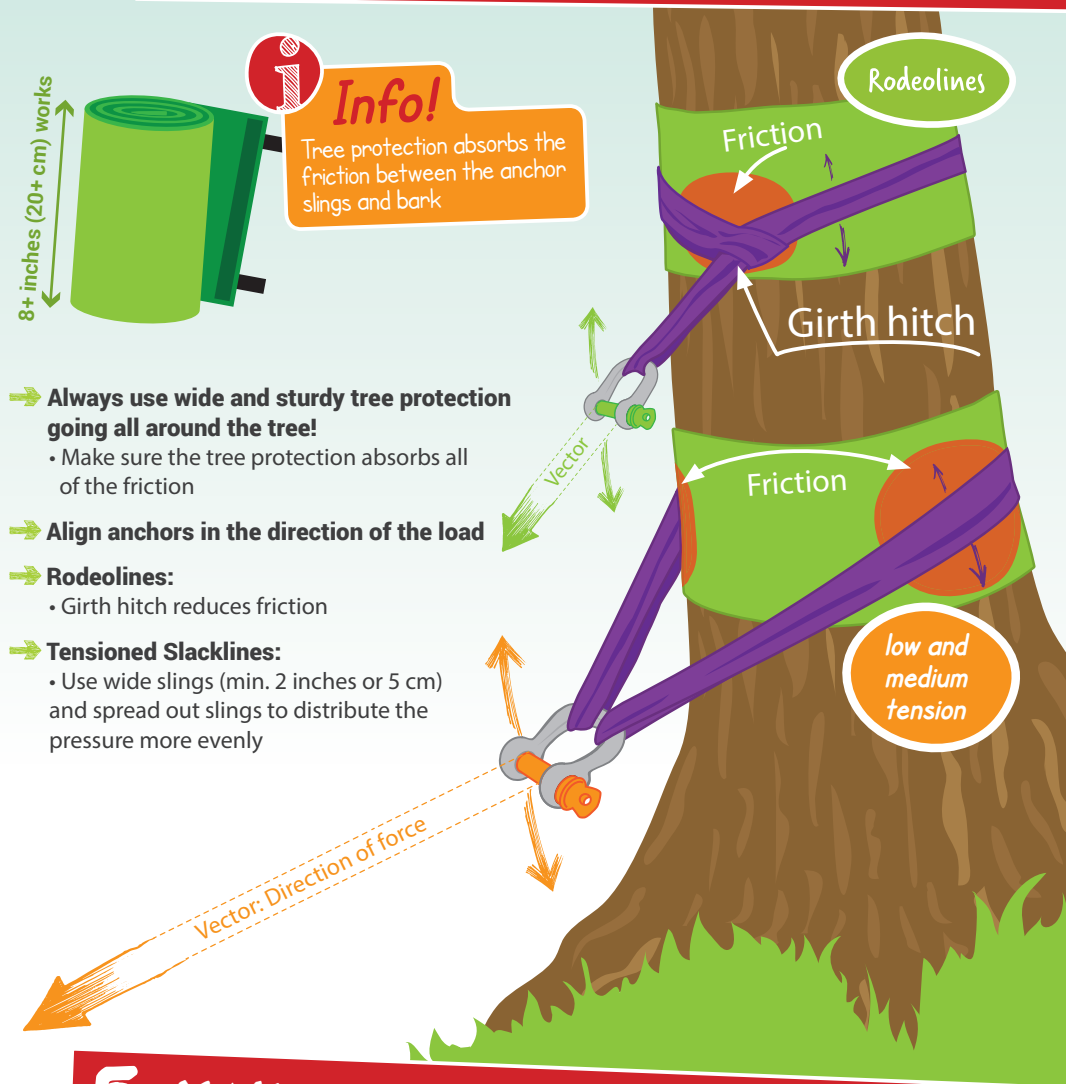 8+ inches (20+ cm) works
i
Info!
Tree protection absorbs the
friction between the anchor
slings and bark
Rodeolines
Friction
Girth hitch
Vector
Always use wide and sturdy tree protection
going all around the tree!
• Make sure the tree protection absorbs all
of the friction
Align anchors in the direction of the load
Rodeolines:
• Girth hitch reduces friction
Tensioned Slacklines:
• Use wide slings (min. 2 inches or 5 cm)
and spread out slings to distribute the
pressure more evenly
Friction
low and
medium
tension
Vector: Direction of force